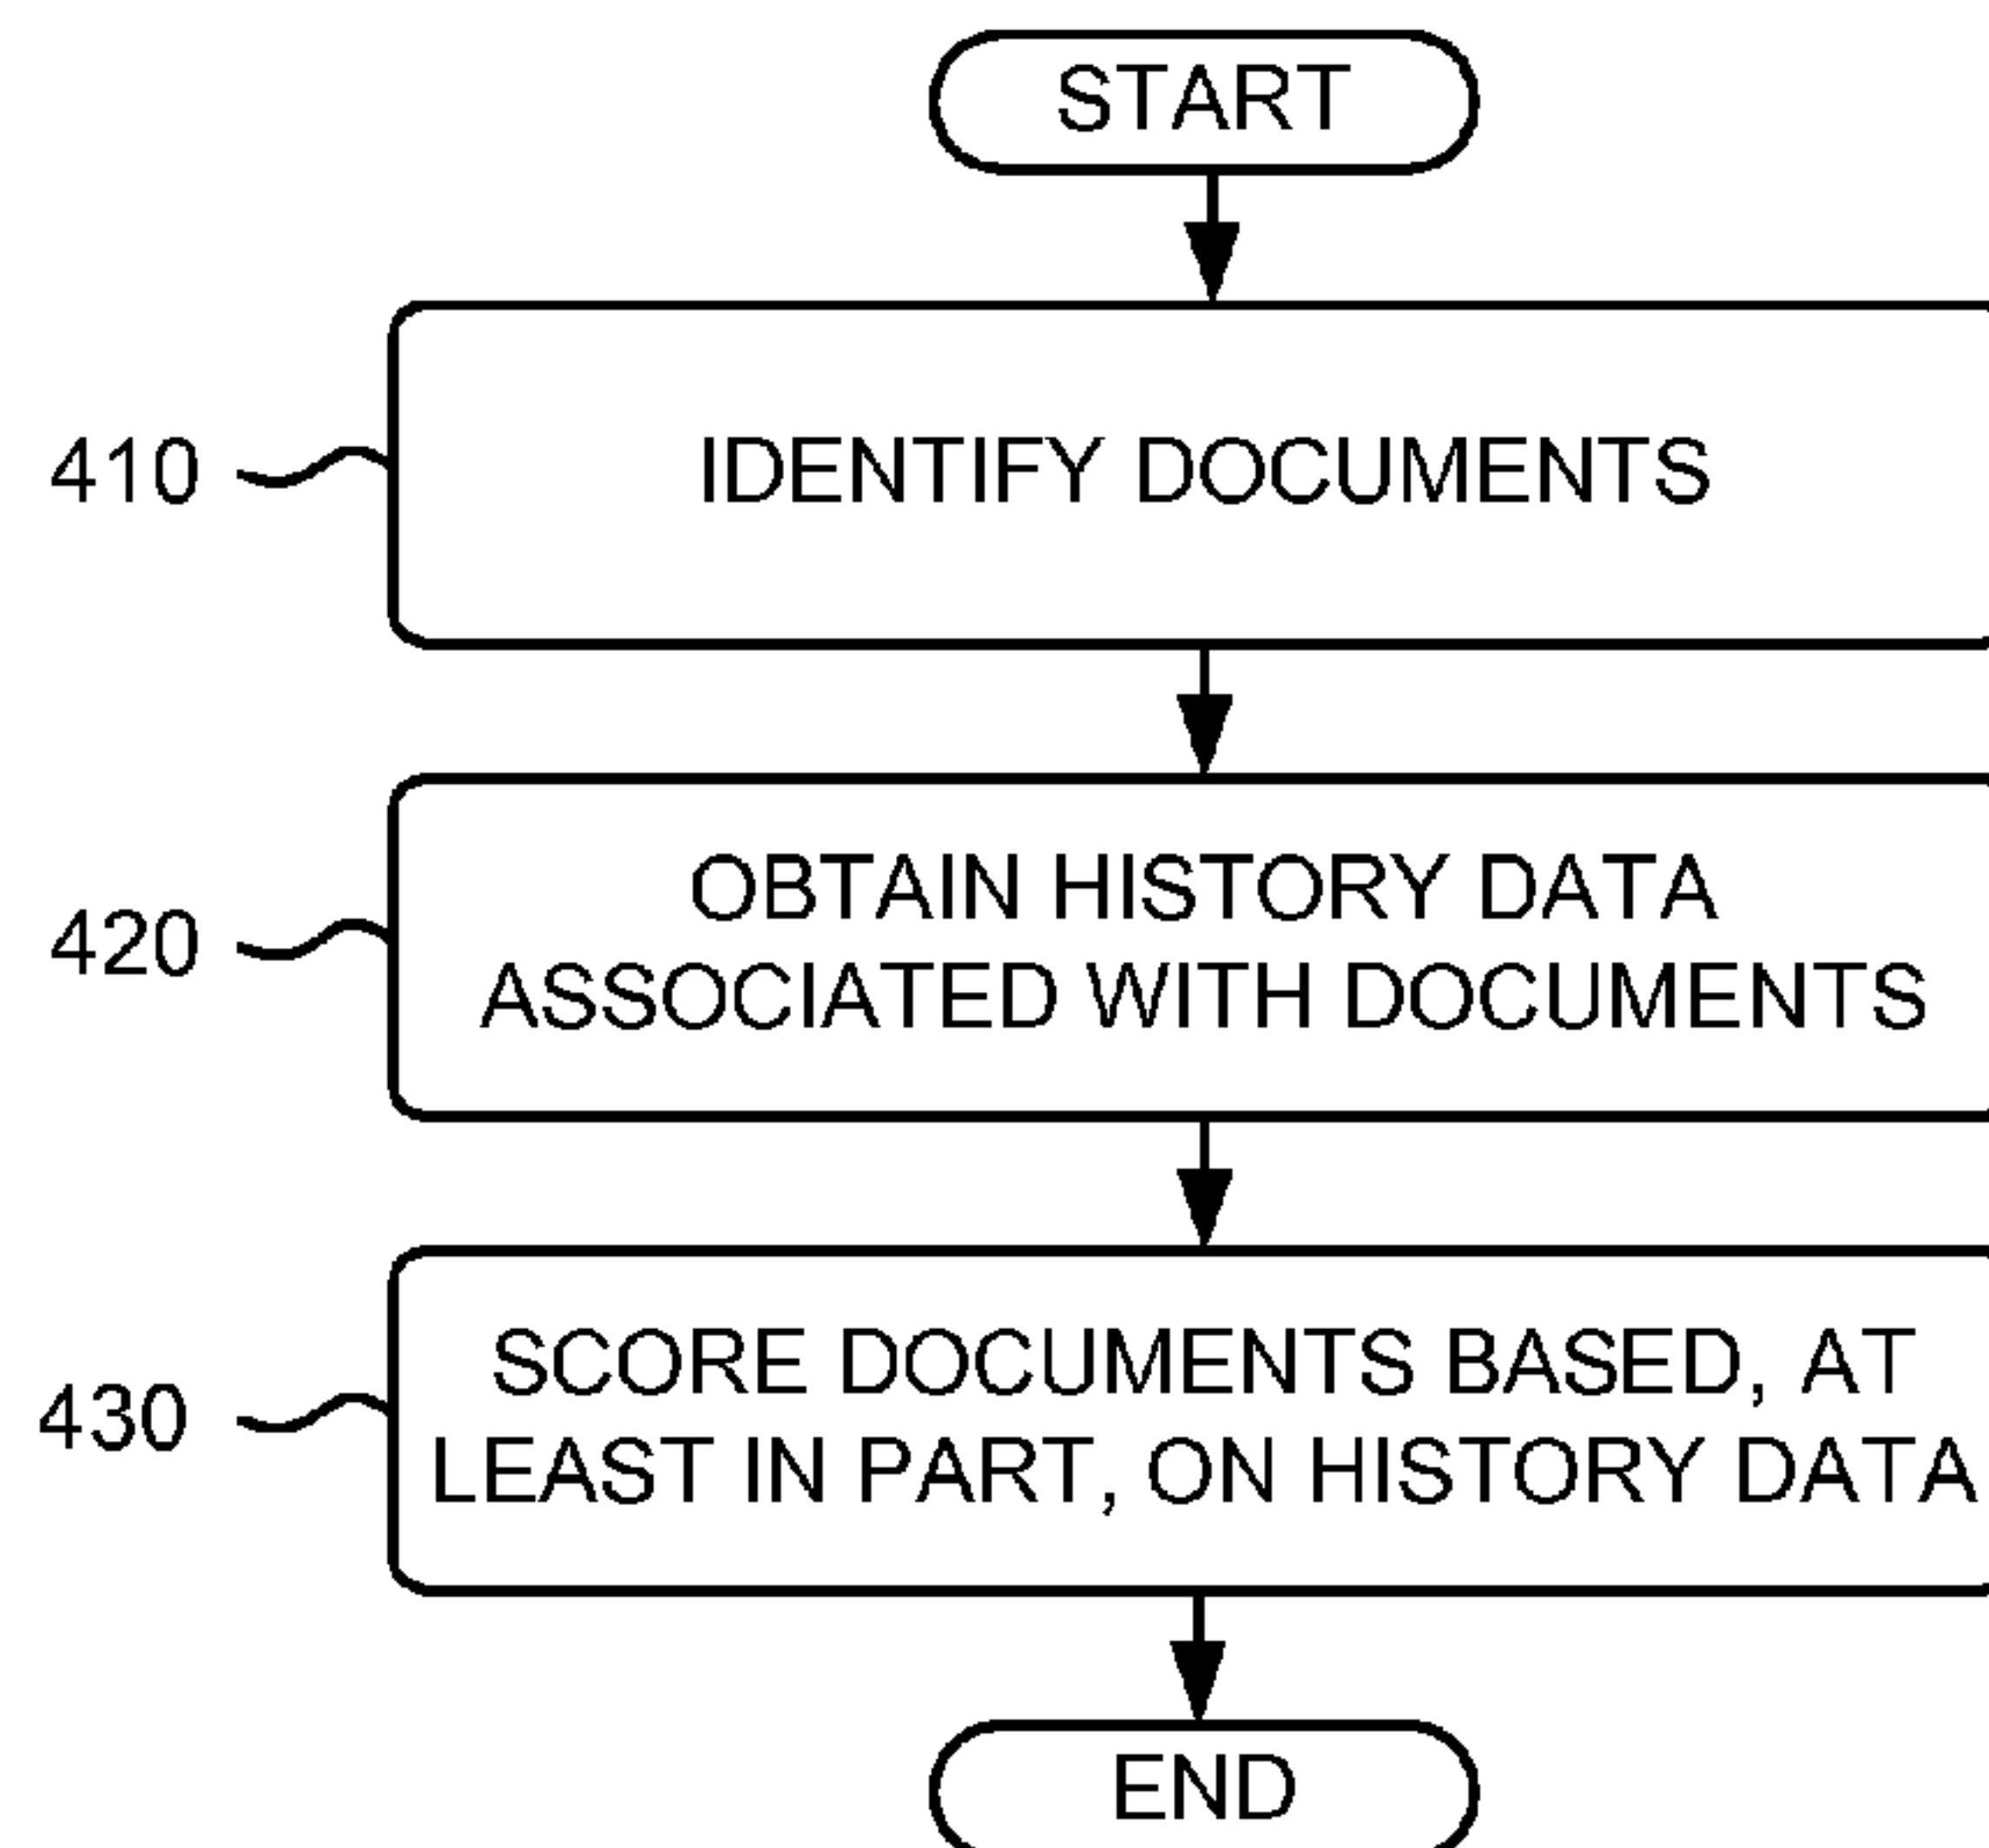 START
410
IDENTIFY DOCUMENTS
420
OBTAIN HISTORY DATA
ASSOCIATED WITH DOCUMENTS
430
SCORE DOCUMENTS BASED, AT
LEAST IN PART, ON HISTORY DATA
END